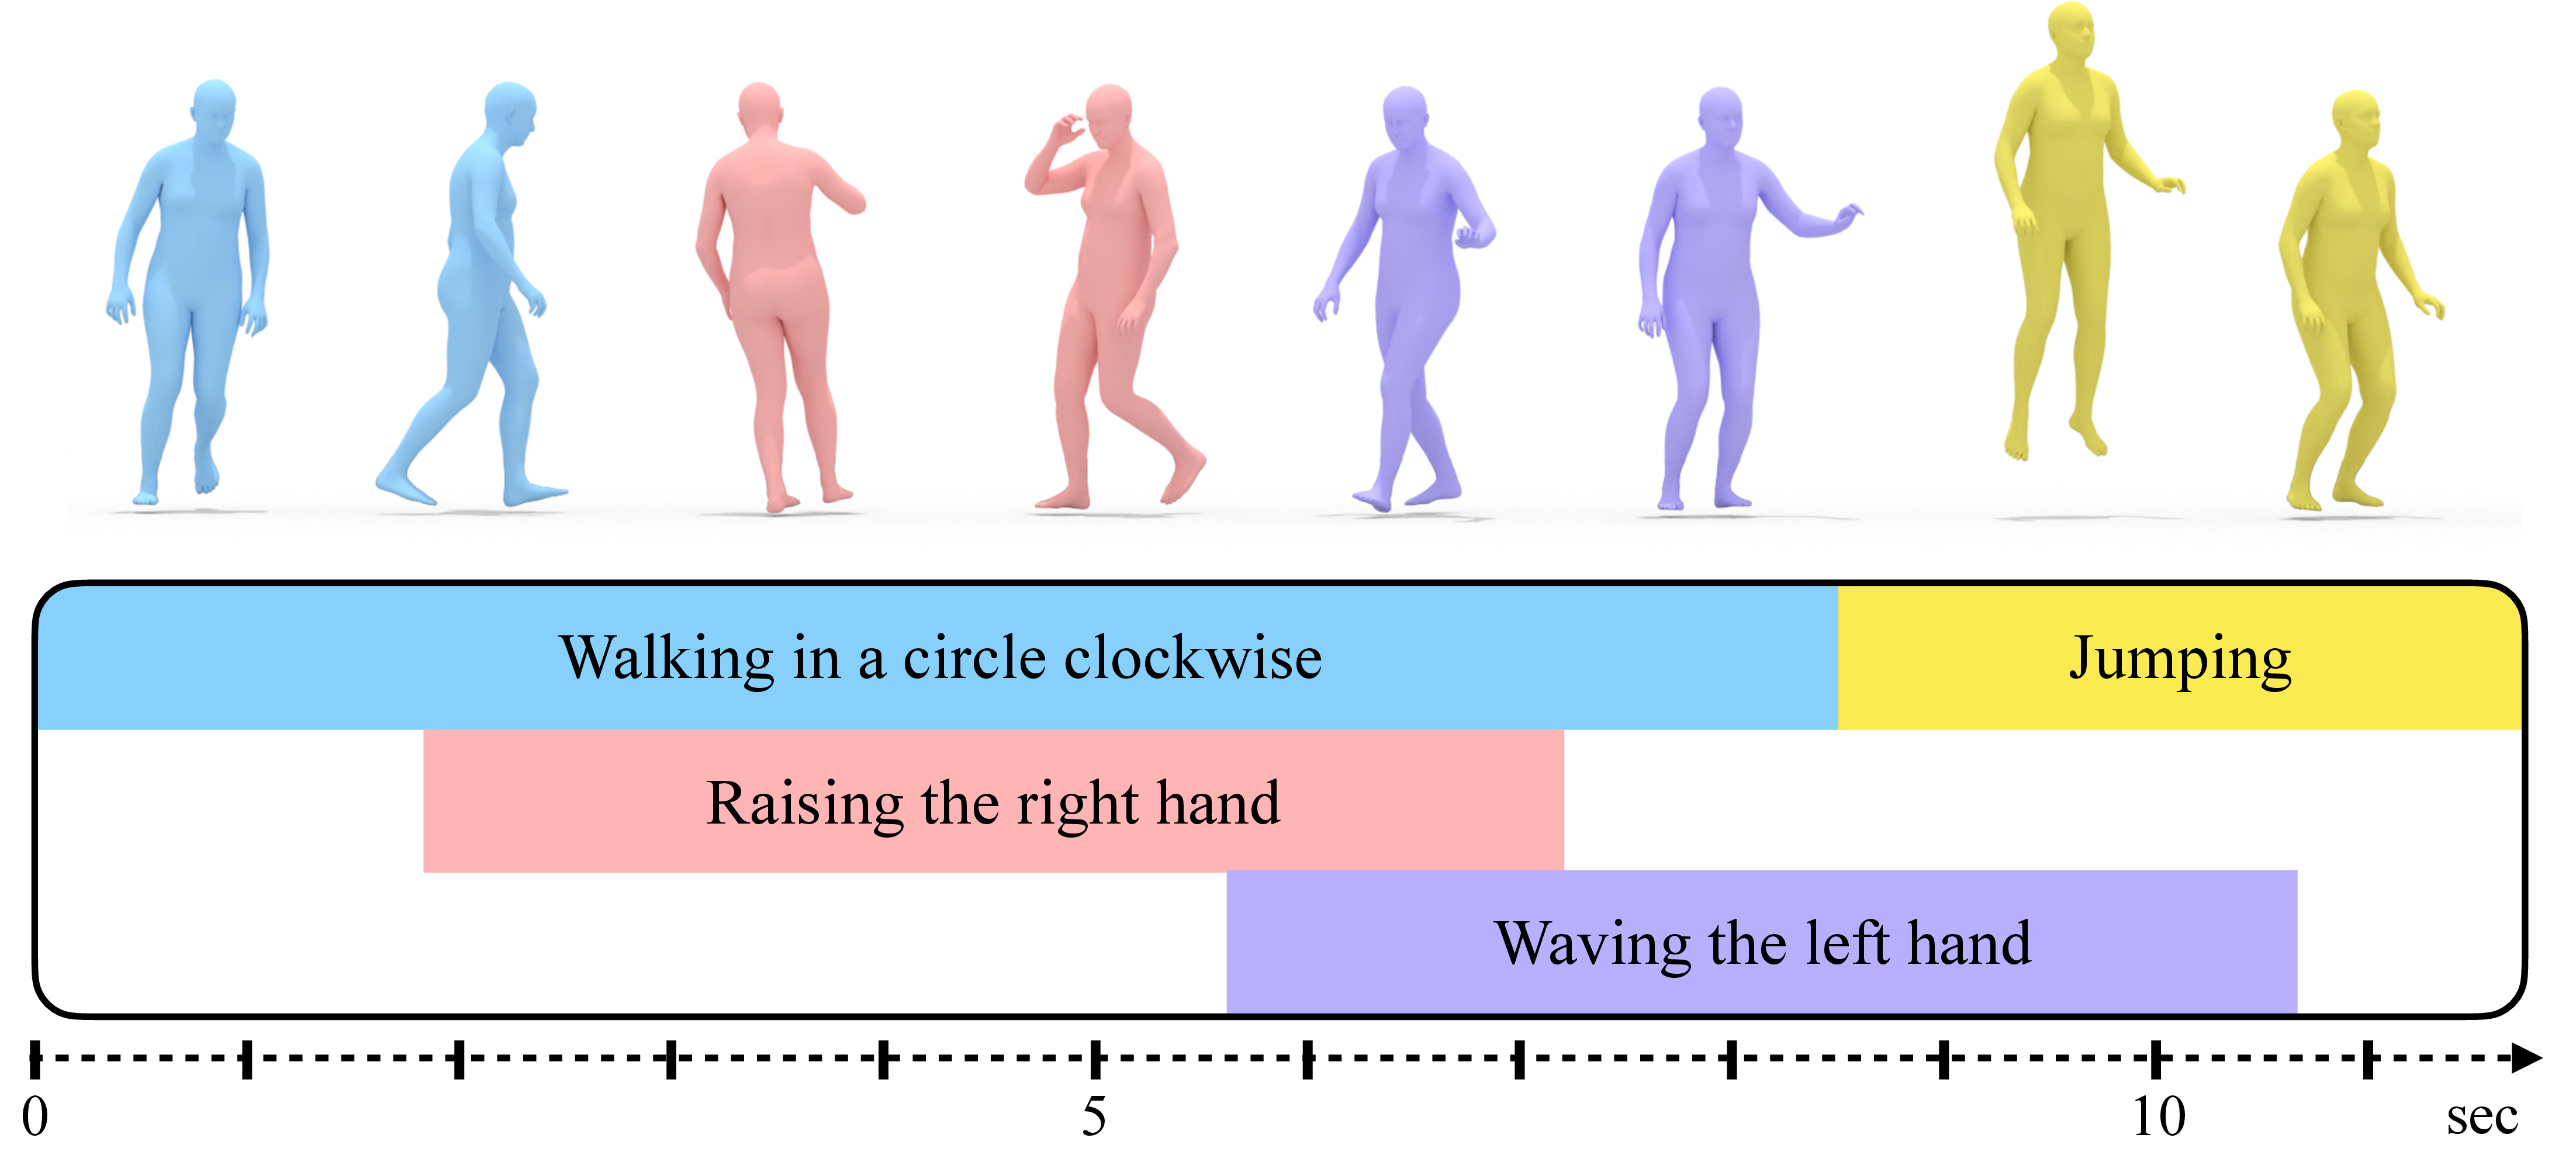 Walking in a circle clockwise
Jumping
Raising the right hand
Waving the left hand
0
5
10
sec